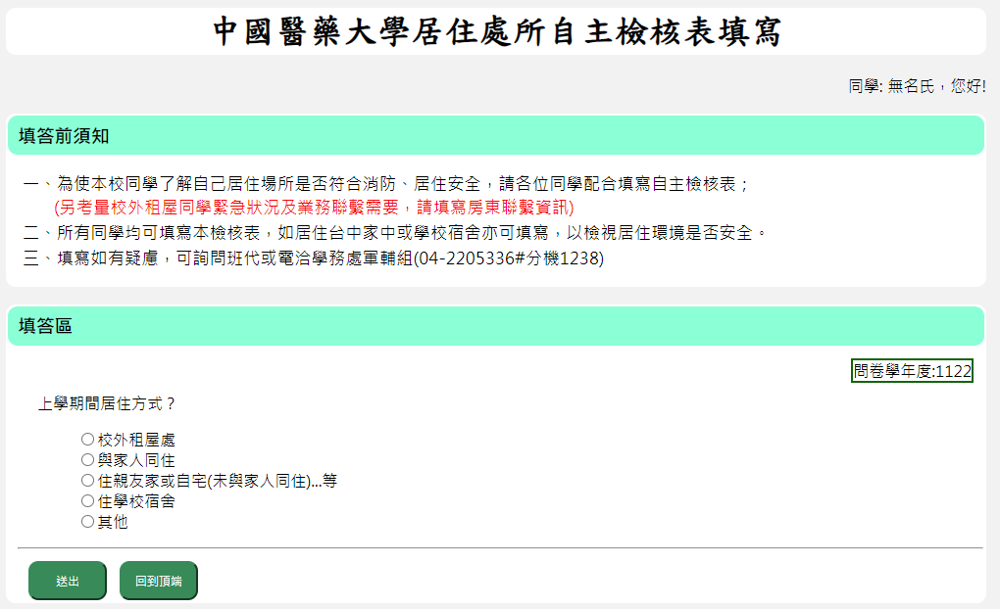 中國醫藥大學居住處所自主檢核表填寫
同學: 無名氏，您好!
填答前須知
一、為使本校同學了解自己居住場所是否符合消防、居住安全，請各位同學配合填寫自主檢核表；
(另考量校外租屋同學緊急狀況及業務聯繫需要，請填寫房東聯繫資訊)
二、所有同學均可填寫本檢核表，如居住台中家中或學校宿舍亦可填寫，以檢視居住環境是否安全。
三、填寫如有疑慮，可詢問班代或電洽學務處軍輔組(04-2205336#分機1238)
填答區
問卷學年度:1122
上學期間居住方式？
校外租屋處
與家人同住
住親友家或自宅(未與家人同住)...等
住學校宿舍
其他
送出 回到頂端